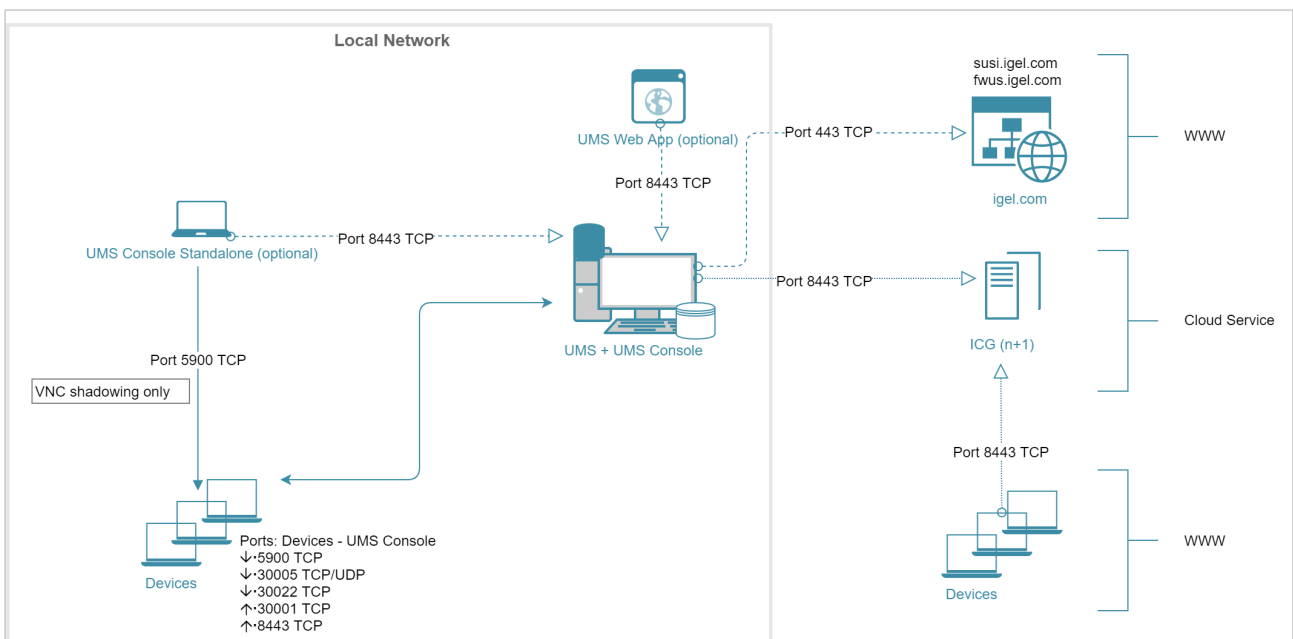 Local Network
susi.igel.com
fwus.igel.com
UMS Web App (optional)
Port 443 TCP
WWW
Port 8443 TCP
igel.com
UMS Console Standalone (optional)
Port 8443 TCP
Port 8443 TCP
Cloud Service
UMS + UMS Console
ICG (n+1)
Port 5900 TCP
VNC shadowing only
Port 8443 TCP
Ports: Devices - UMS Console
↓·5900 TCP
↓·30005 TCP/UDP
↓·30022 TCP
↑·30001 TCP
↑·8443 TCP
Devices
WWW
Devices